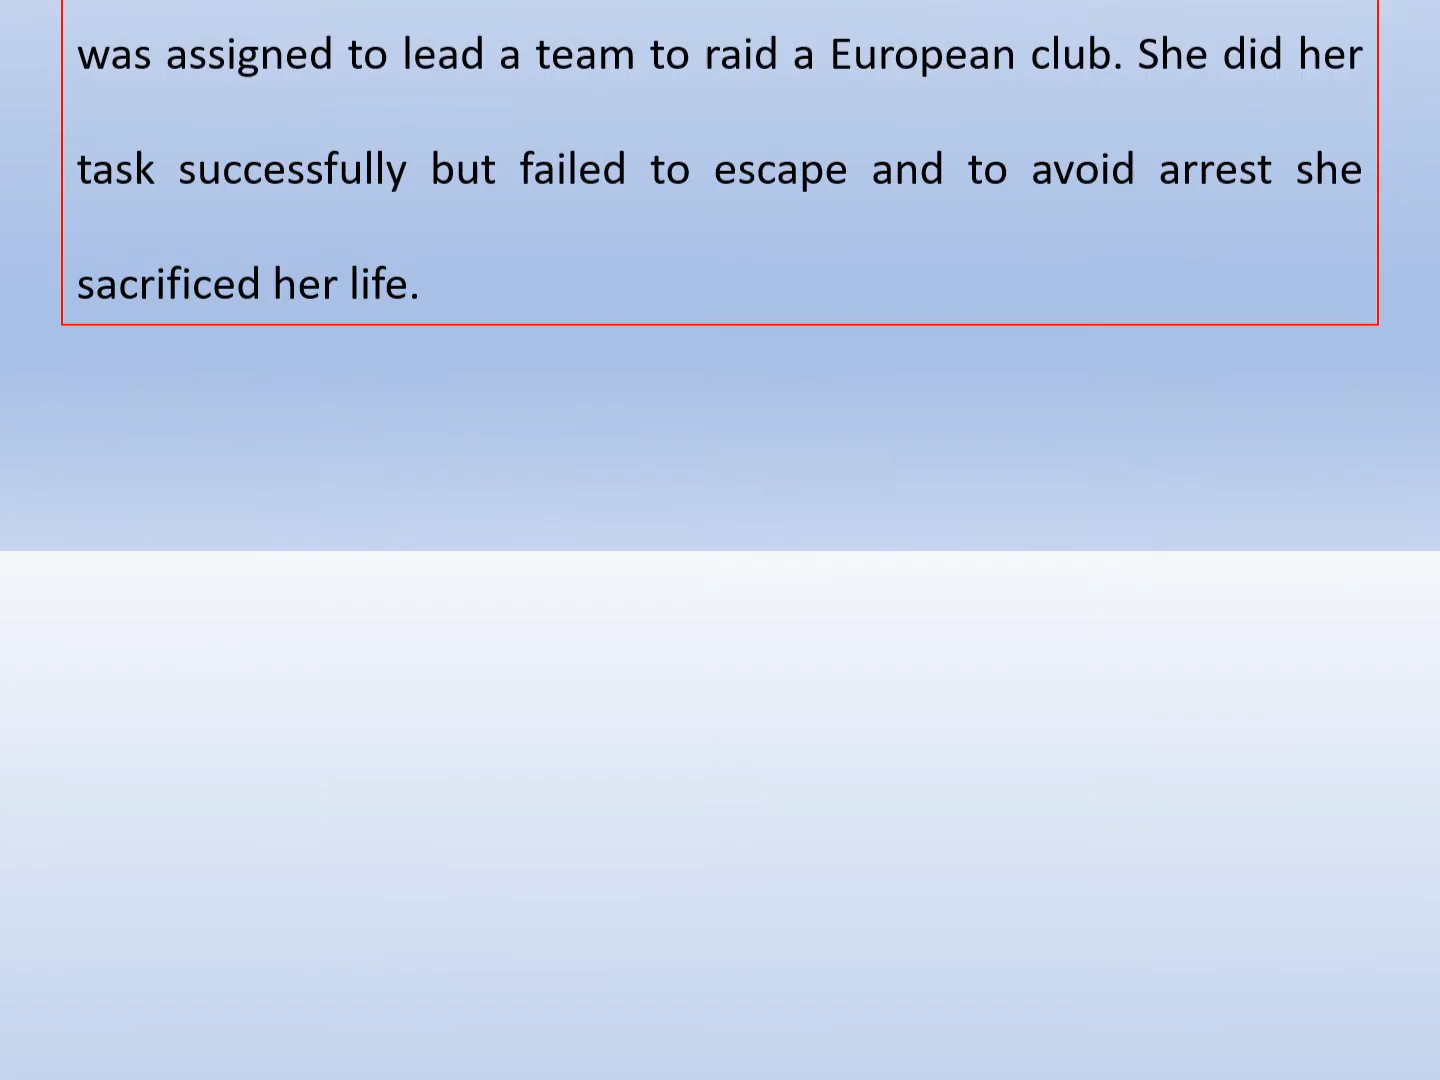 was assigned to lead a team to raid a European club. She did her
task successfully but failed to escape and to avoid arrest she
sacrificed her life.